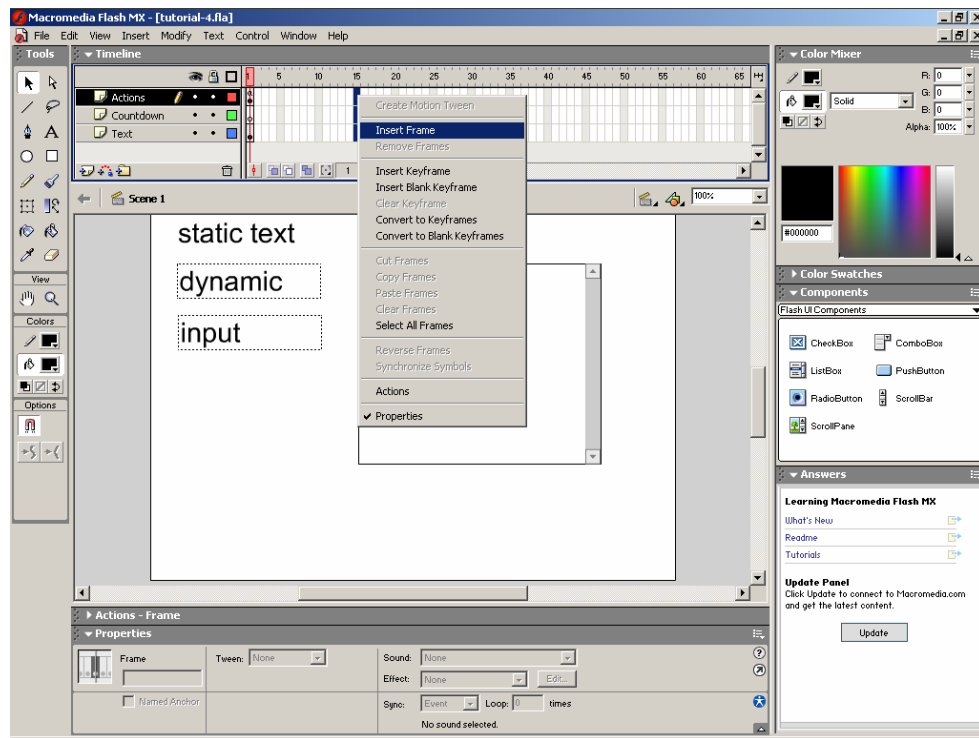 Macromedia Flash MX - [tutorial-4.fla]
File Edit View Insert Modify Text Control Window Help
Tools
View
Colors
Options
Timeline
1 5 10 15 20 25 30 35 40 45 50 55 60 65
Actions
Countdown
Text
1
Scene 1
100%
static text
dynamic
input
Create Motion Tween
Insert Frame
Remove Frames
Insert Keyframe
Insert Blank Keyframe
Clear Keyframe
Convert to Keyframes
Convert to Blank Keyframes
Cut Frames
Copy Frames
Paste Frames
Clear Frames
Select All Frames
Reverse Frames
Synchronize Symbols
Actions
Properties
Actions - Frame
Properties
Frame
Tween: None
Sound: None
Effect: None Edit...
Named Anchor
Sync: Event Loop: 0 times
No sound selected.
Color Mixer
R: 0
Solid
G: 0
B: 0
Alpha: 100%
#000000
Color Swatches
Components
Flash UI Components
CheckBox ComboBox
ListBox PushButton
RadioButton ScrollBar
ScrollPane
Answers
Learning Macromedia Flash MX
What's New
Readme
Tutorials
Update Panel
Click Update to connect to Macromedia.com
and get the latest content.
Update